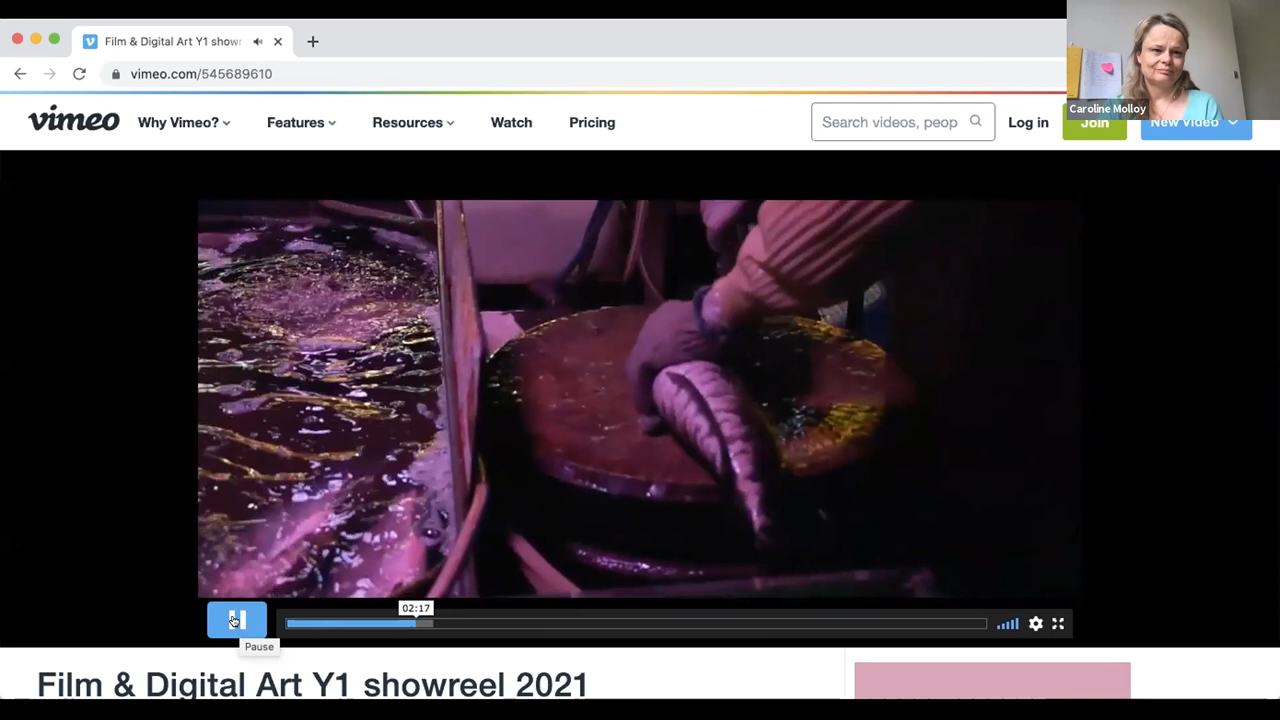 Film & Digital Art Y1 showr
vimeo.com/545689610
Caroline Molloy
vimeo
Why Vimeo?
Features
Resources
Watch
Pricing
Search videos, peop
Log in
Join
New video
02:17
Pause
Film & Digital Art Y1 showreel 2021